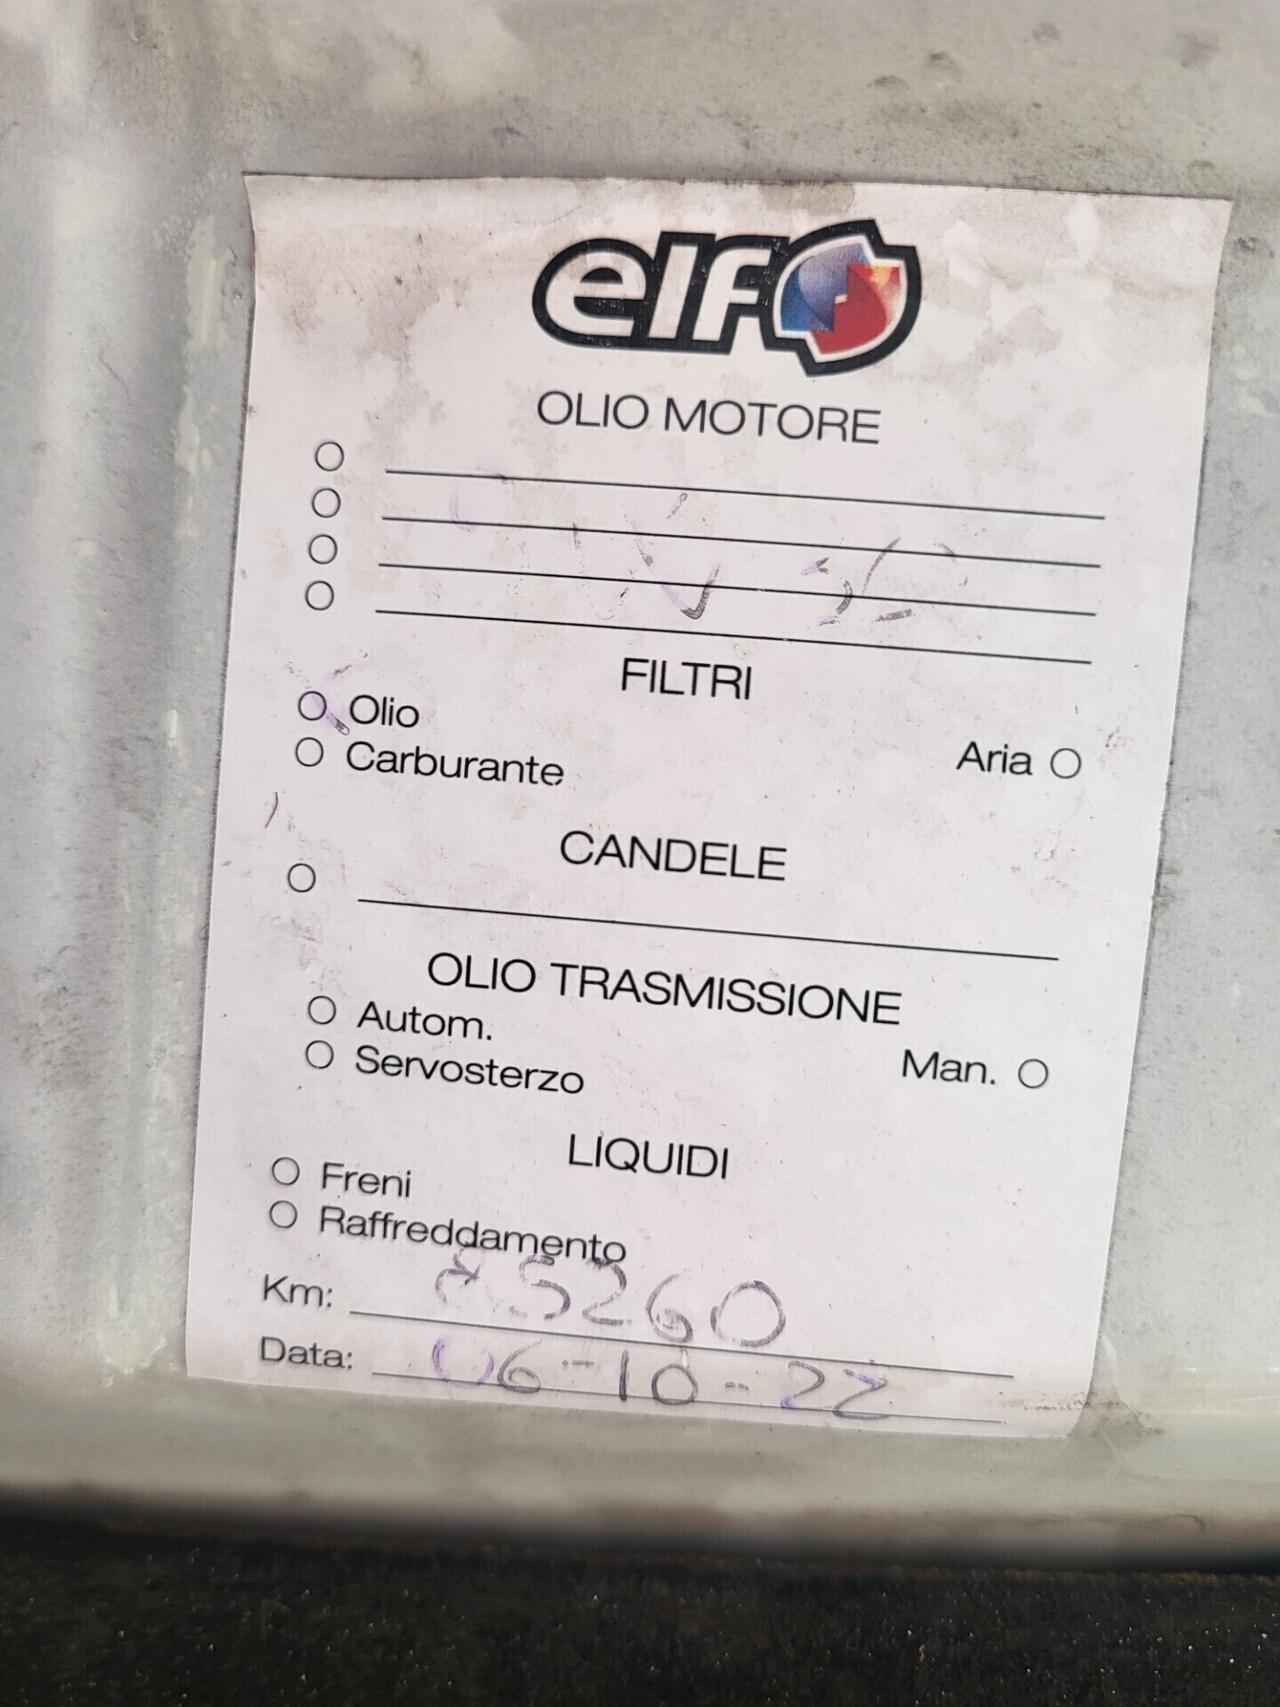 elf
OLIO MOTORE
FILTRI
Olio
Carburante
Aria
CANDELE
OLIO TRASMISSIONE
Autom.
Servosterzo
Man.
LIQUIDI
Freni
Raffreddamento
Km: 85260
Data: 06-10-22